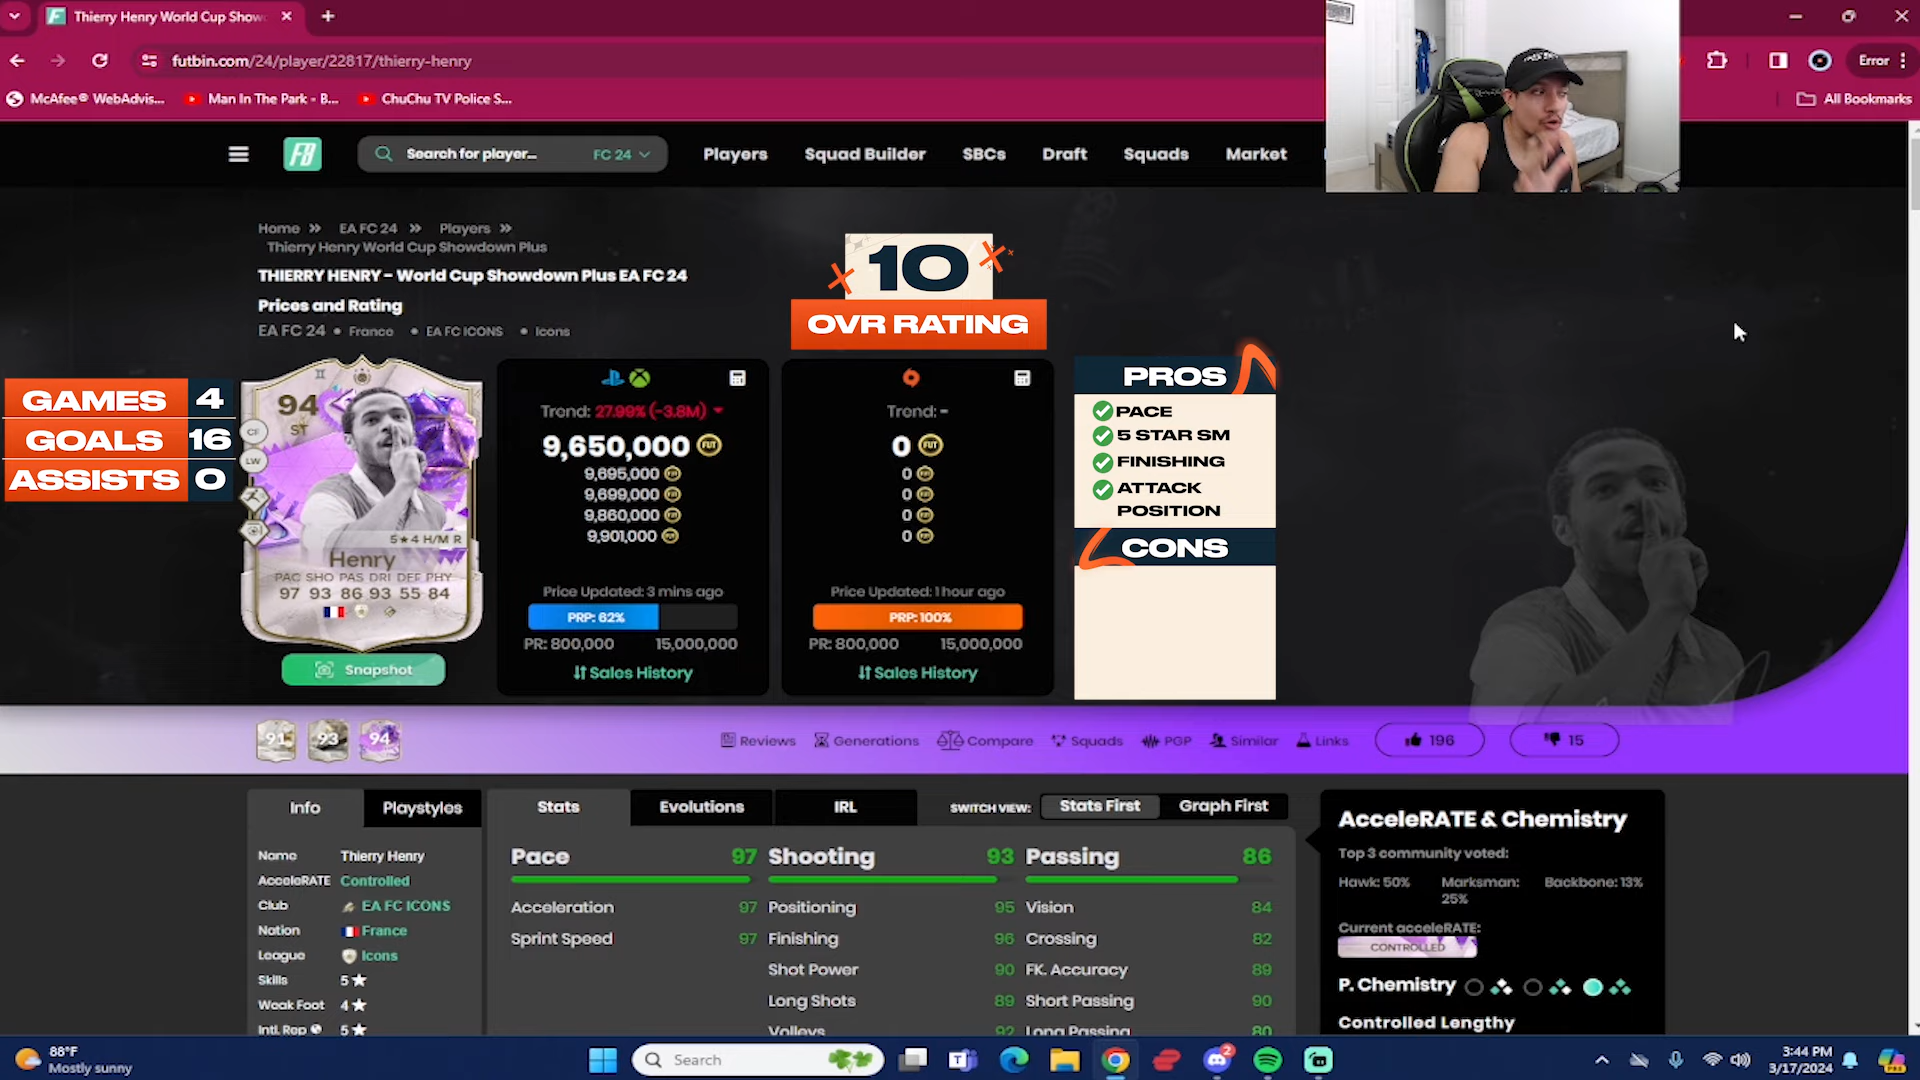 Thierry Henry World Cup Show
futbin.com/24/player/22817/thierry-henry
Error
McAfee® WebAdvis...
Man In The Park - B...
ChuChu TV Police S...
All Bookmarks
Search for player...
FC 24
Players
Squad Builder
SBCs
Draft
Squads
Market
Home » EA FC 24 » Players »
Thierry Henry World Cup Showdown Plus
THIERRY HENRY - World Cup Showdown Plus EA FC 24
Prices and Rating
EA FC 24 • France • EA FC ICONS • Icons
10
OVR RATING
GAMES 4
GOALS 16
ASSISTS 0
94
ST
CF
LW
5★4 H/M R
Henry
PAC SHO PAS DRI DEF PHY
97 93 86 93 55 84
Snapshot
Trend: 27.99% (-3.8M)
9,650,000
9,695,000
9,699,000
9,860,000
9,901,000
Price Updated: 3 mins ago
PRP: 62%
PR: 800,000 15,000,000
Sales History
Trend: -
0
0
0
0
0
Price Updated: 1 hour ago
PRP: 100%
PR: 800,000 15,000,000
Sales History
PROS
PACE
5 STAR SM
FINISHING
ATTACK
POSITION
CONS
91 93 94
Reviews
Generations
Compare
Squads
PGP
Similar
Links
196
15
Info
Playstyles
Stats
Evolutions
IRL
SWITCH VIEW:
Stats First
Graph First
Name Thierry Henry
AcceleRATE Controlled
Club EA FC ICONS
Nation France
League Icons
Skills 5★
Weak Foot 4★
Intl. Rep 5★
Pace 97
Acceleration 97
Sprint Speed 97
Shooting 93
Positioning 95
Finishing 96
Shot Power 90
Long Shots 89
Volleys 92
Passing 86
Vision 84
Crossing 82
FK. Accuracy 89
Short Passing 90
Long Passing 80
AcceleRATE & Chemistry
Top 3 community voted:
Hawk: 50% Marksman: 25% Backbone: 13%
Current acceleRATE:
CONTROLLED
P. Chemistry
Controlled Lengthy
88°F
Mostly sunny
Search
2
3:44 PM
3/17/2024